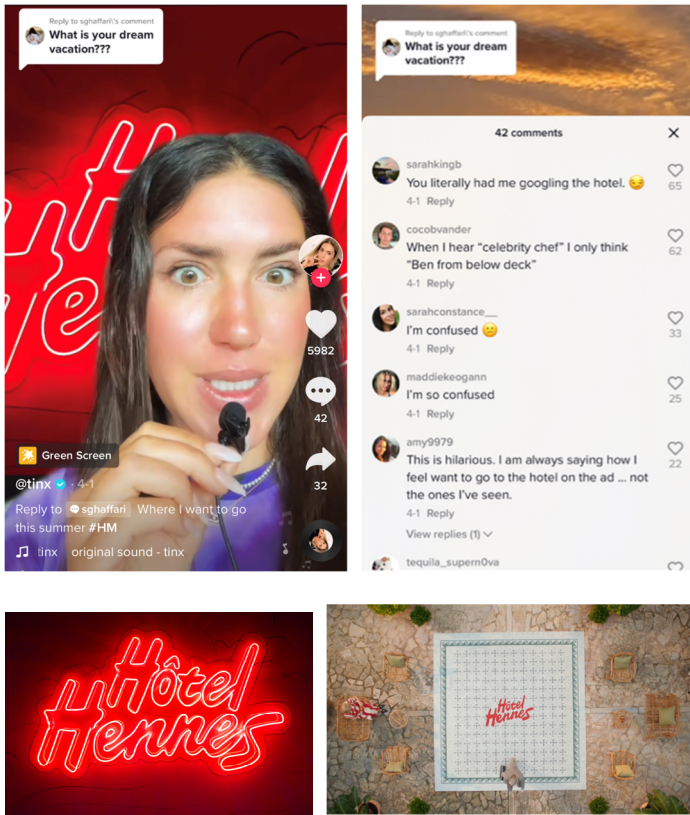 Reply to sghaffari\'s comment
What is your dream
vacation???
5982
42
32
Green Screen
@tinx · 4-1
Reply to sghaffari Where I want to go
this summer #HM
tinx original sound - tinx
Reply to sghaffari\'s comment
What is your dream
vacation???
42 comments
sarahkingb
You literally had me googling the hotel. 😏
65
4-1 Reply
cocobvander
When I hear “celebrity chef” I only think
“Ben from below deck”
62
4-1 Reply
sarahconstance__
I'm confused 😕
33
4-1 Reply
maddiekeogann
I'm so confused
25
4-1 Reply
amy9979
This is hilarious. I am always saying how I
feel want to go to the hotel on the ad ... not
the ones I've seen.
22
4-1 Reply
View replies (1)
tequila_supern0va
Hôtel
Hennes
Hôtel
Hennes